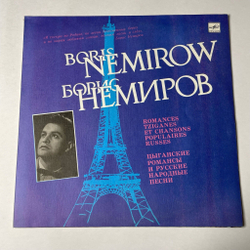 BORIS
NEMIROW
БОРИС
НЕМИРОВ
ROMANCES
TZIGANES
ET CHANSONS
POPULAIRES
RUSSES
ЦЫГАНСКИЕ
РОМАНСЫ
И РУССКИЕ
НАРОДНЫЕ
ПЕСНИ